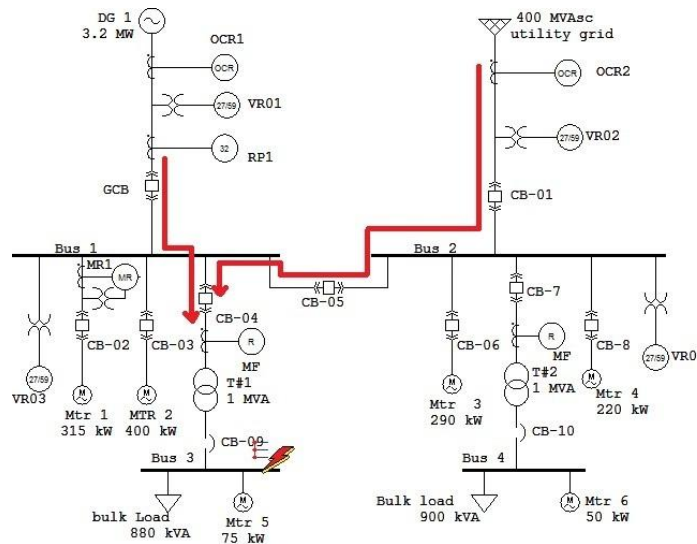 DG 1
3.2 MW
OCR1
OCR
VR01
27/59
RP1
32
GCB
400 MVAsc
utility grid
OCR2
OCR
VR02
27/59
CB-01
Bus 1
Bus 2
MR1
MR
CB-05
CB-7
CB-04
CB-02
CB-03
CB-06
CB-8
R
MF
R
MF
VR0
27/59
VR03
27/59
T#1
1 MVA
T#2
1 MVA
M
Mtr 1
315 kW
M
MTR 2
400 kW
M
Mtr 3
290 kW
M
Mtr 4
220 kW
CB-09
CB-10
Bus 3
Bus 4
bulk Load
880 kVA
M
Mtr 5
75 kW
Bulk load
900 kVA
M
Mtr 6
50 kW